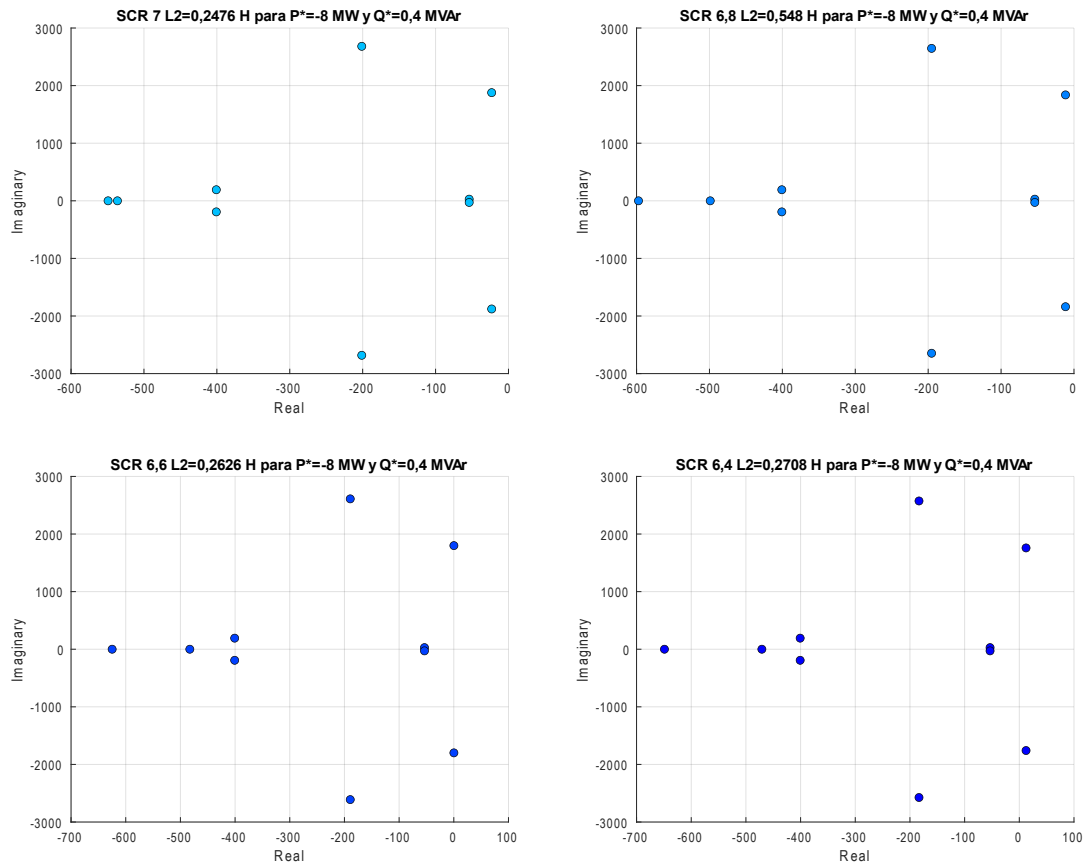 SCR 7 L2=0,2476 H para P*=-8 MW y Q*=0,4 MVAr
3000
2000
1000
0
-1000
-2000
-3000
Imaginary
-600 -500 -400 -300 -200 -100 0
Real
SCR 6,8 L2=0,548 H para P*=-8 MW y Q*=0,4 MVAr
3000
2000
1000
0
-1000
-2000
-3000
Imaginary
-600 -500 -400 -300 -200 -100 0
Real
SCR 6,6 L2=0,2626 H para P*=-8 MW y Q*=0,4 MVAr
3000
2000
1000
0
-1000
-2000
-3000
Imaginary
-700 -600 -500 -400 -300 -200 -100 0 100
Real
SCR 6,4 L2=0,2708 H para P*=-8 MW y Q*=0,4 MVAr
3000
2000
1000
0
-1000
-2000
-3000
Imaginary
-700 -600 -500 -400 -300 -200 -100 0 100
Real